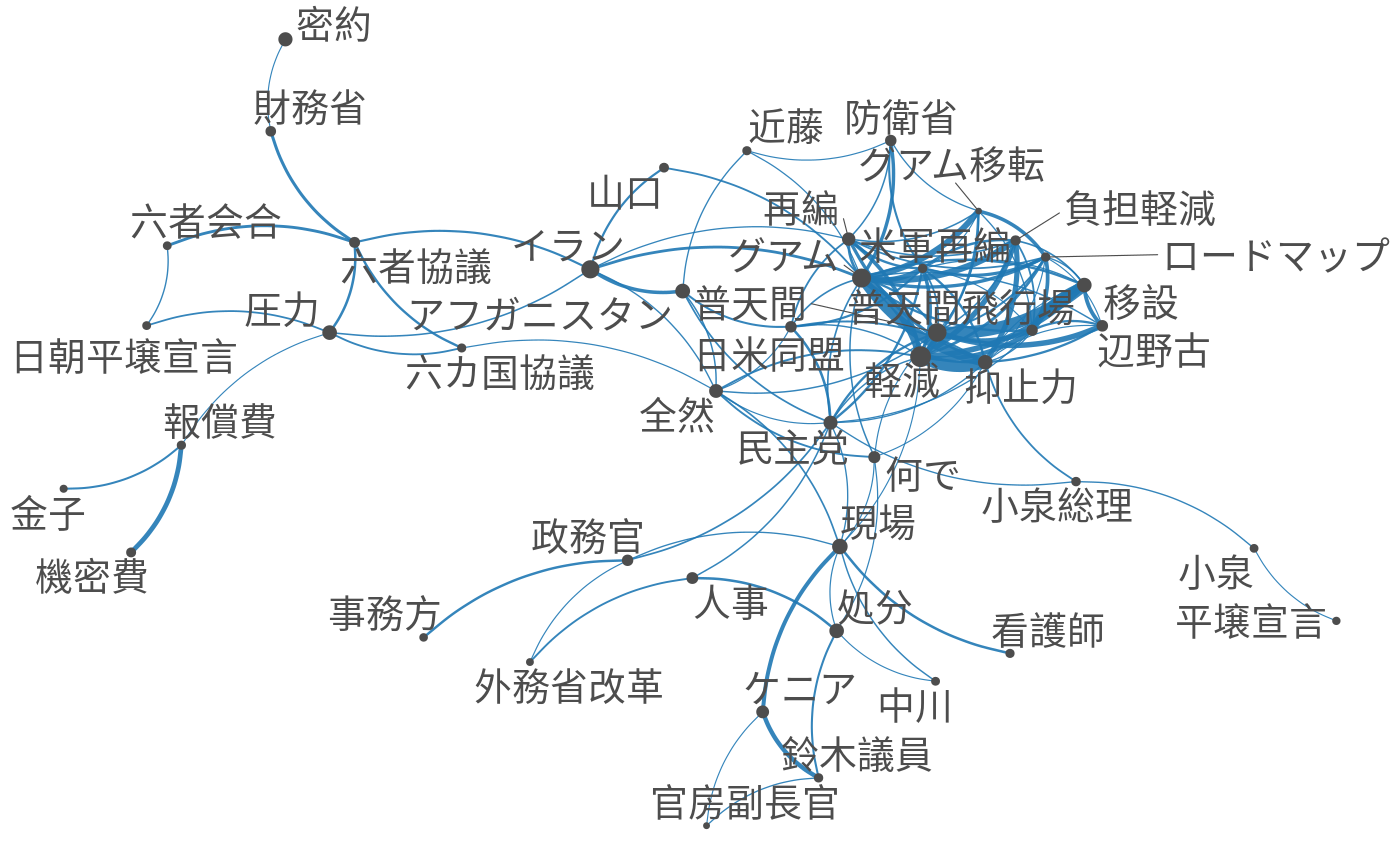 密約
財務省
近藤
防衛省
グアム移転
山口
再編
負担軽減
六者会合
イラン
グアム
米軍再編
ロードマップ
六者協議
圧力
アフガニスタン
普天間
普天間飛行場
移設
日朝平壌宣言
六カ国協議
日米同盟
辺野古
軽減
抑止力
報償費
全然
民主党
何で
小泉総理
金子
現場
政務官
機密費
小泉
事務方
人事
処分
平壌宣言
看護師
外務省改革
ケニア
中川
鈴木議員
官房副長官